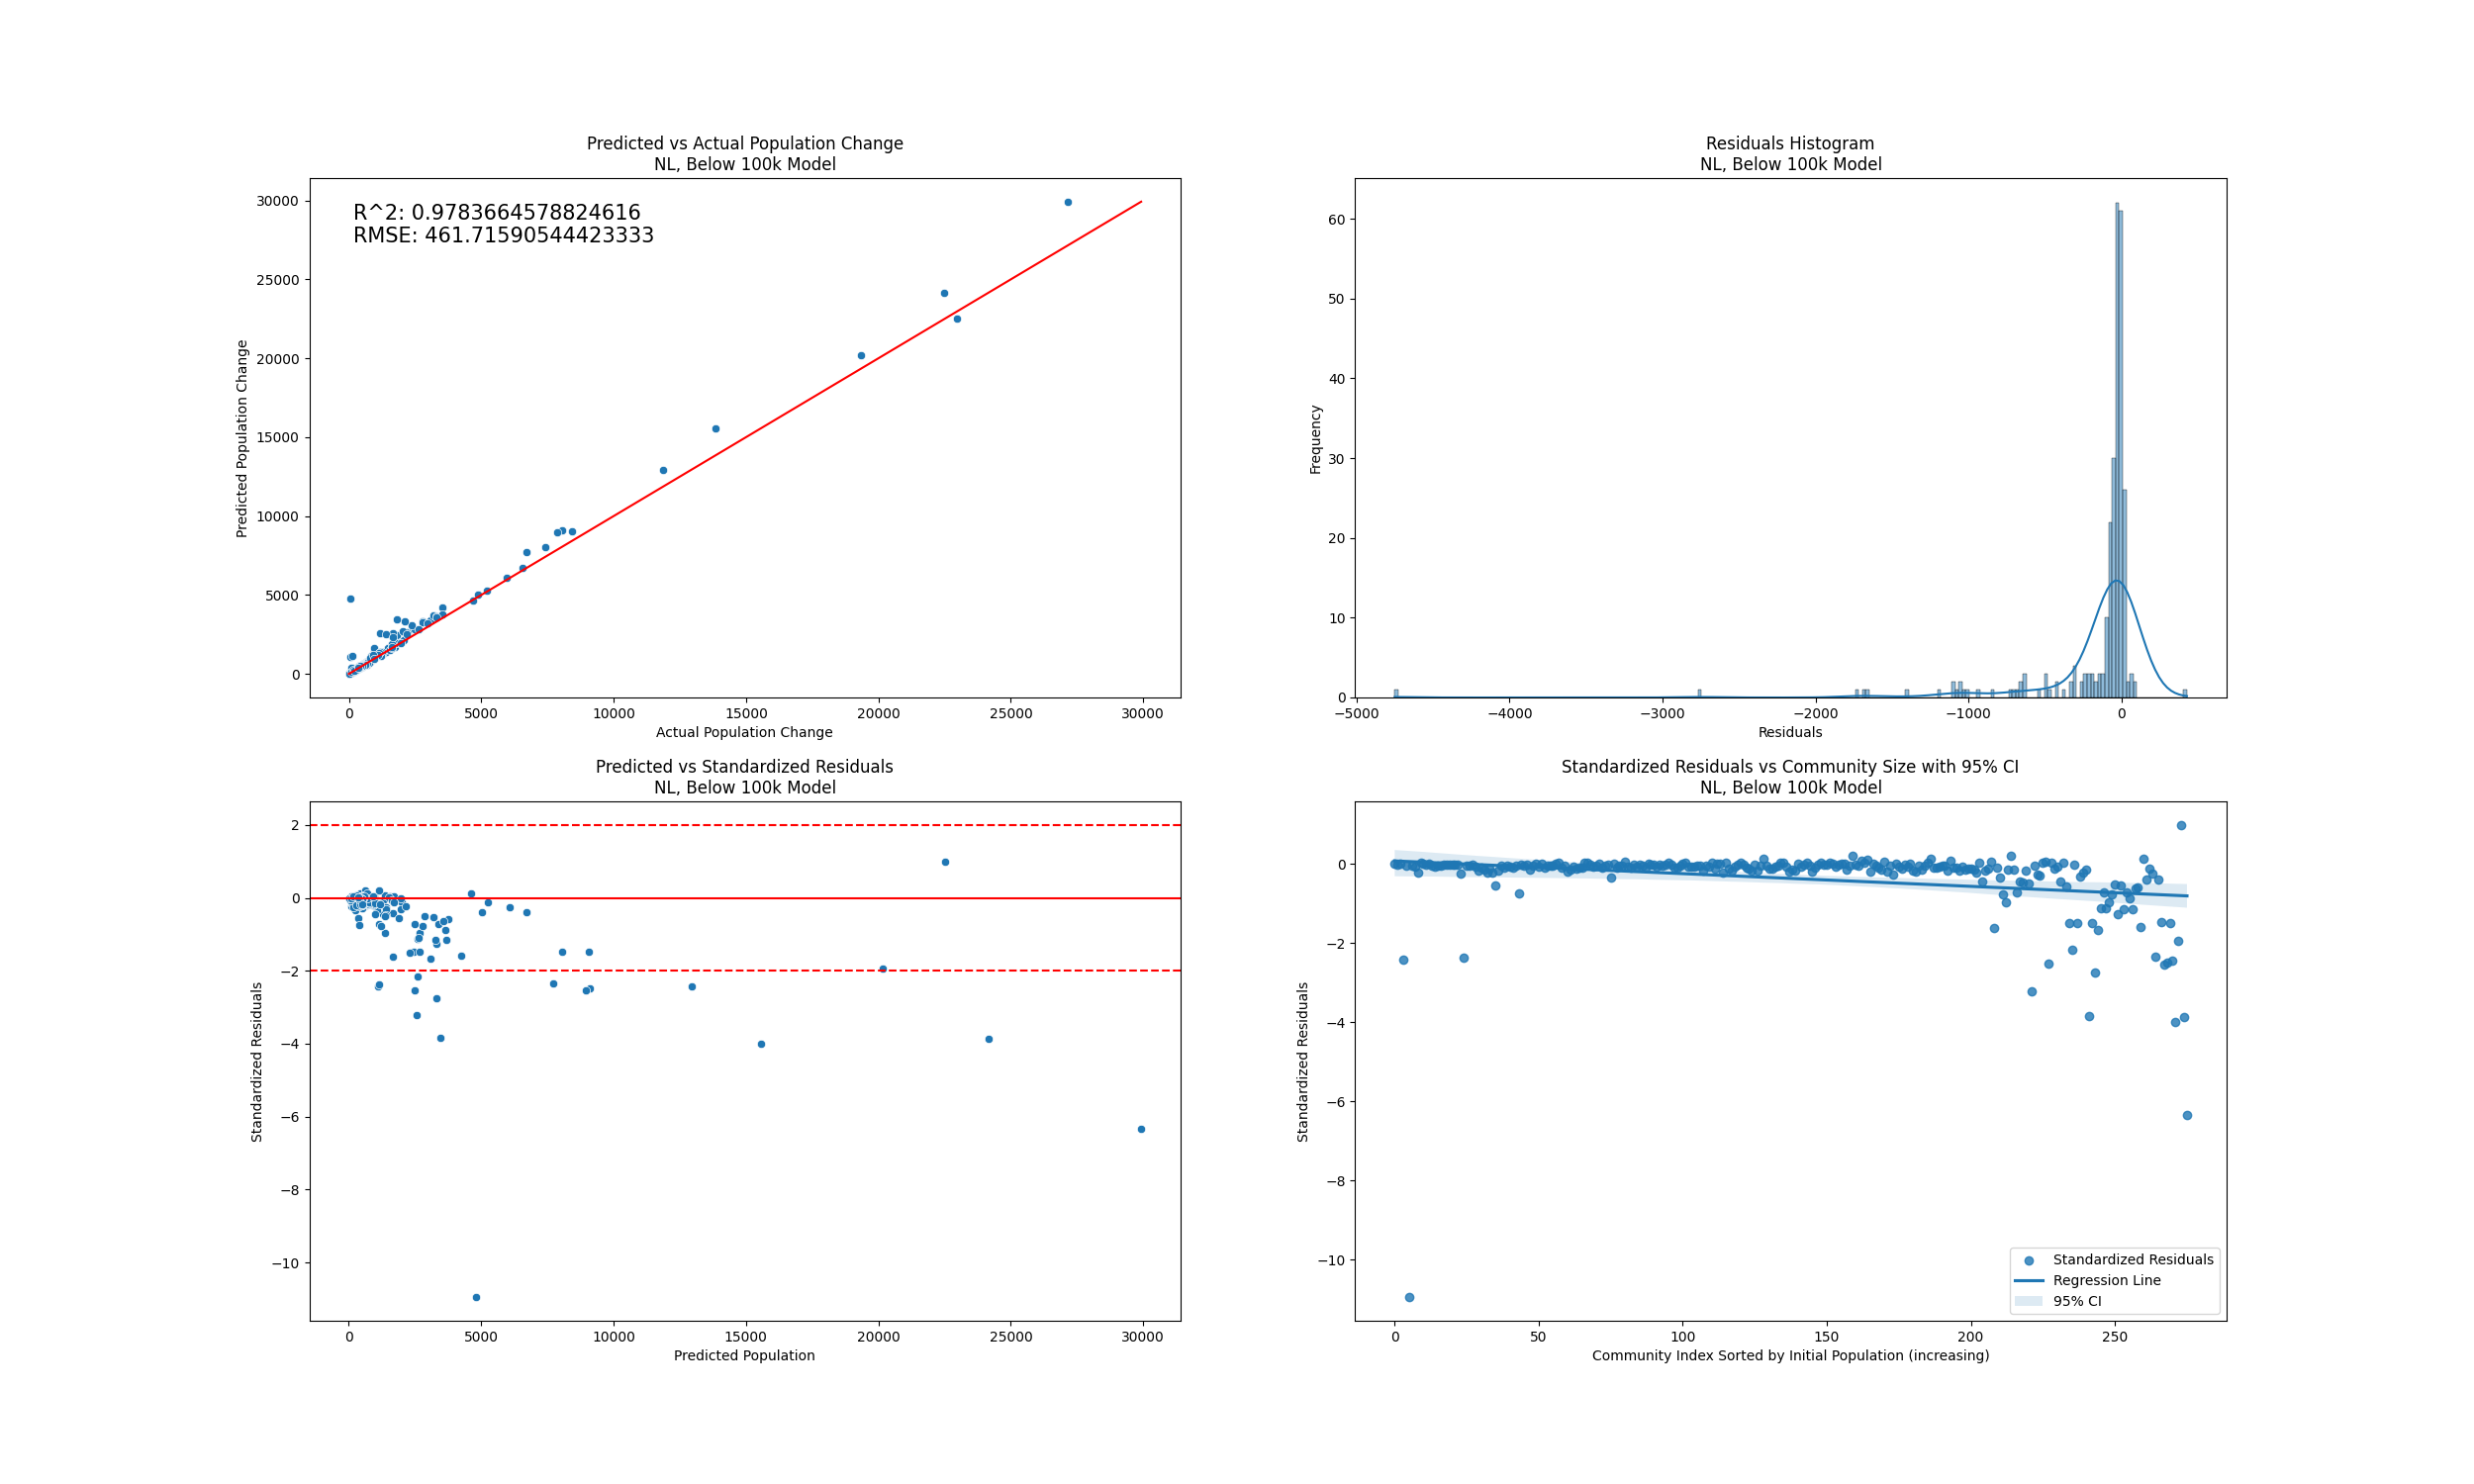 Predicted vs Actual Population Change
NL, Below 100k Model
R^2: 0.9783664578824616
RMSE: 461.71590544423333
30000
25000
20000
15000
10000
5000
0
Predicted Population Change
0 5000 10000 15000 20000 25000 30000
Actual Population Change
Residuals Histogram
NL, Below 100k Model
60
50
40
30
20
10
0
Frequency
−5000 −4000 −3000 −2000 −1000 0
Residuals
Predicted vs Standardized Residuals
NL, Below 100k Model
2
0
−2
−4
−6
−8
−10
Standardized Residuals
0 5000 10000 15000 20000 25000 30000
Predicted Population
Standardized Residuals vs Community Size with 95% CI
NL, Below 100k Model
0
−2
−4
−6
−8
−10
Standardized Residuals
Standardized Residuals
Regression Line
95% CI
0 50 100 150 200 250
Community Index Sorted by Initial Population (increasing)